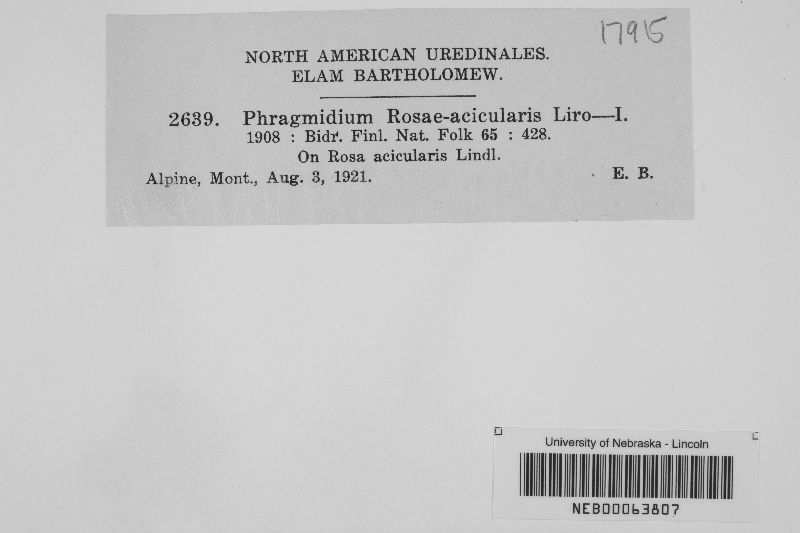 17915
NORTH AMERICAN UREDINALES.
ELAM BARTHOLOMEW.
2639. Phragmidium Rosae-acicularis Liro—I.
1908 : Bidr. Finl. Nat. Folk 65 : 428.
On Rosa acicularis Lindl.
Alpine, Mont., Aug. 3, 1921. E. B.
University of Nebraska - Lincoln
NEB00063807